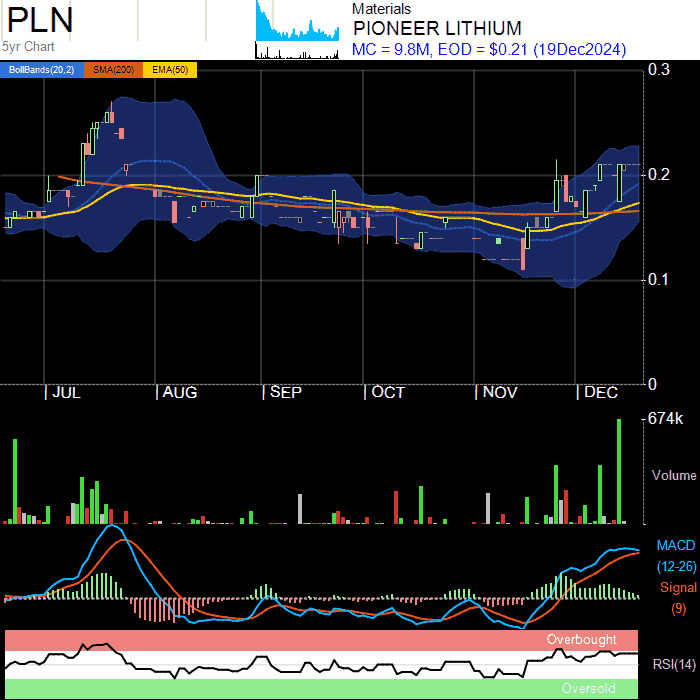 PLN
5yr Chart
Materials
PIONEER LITHIUM
MC = 9.8M, EOD = $0.21 (19Dec2024)
BollBands(20,2) SMA(200) EMA(50)
0.3
0.2
0.1
0
JUL AUG SEP OCT NOV DEC
674k
Volume
MACD
(12-26)
Signal
(9)
Overbought
RSI(14)
Oversold